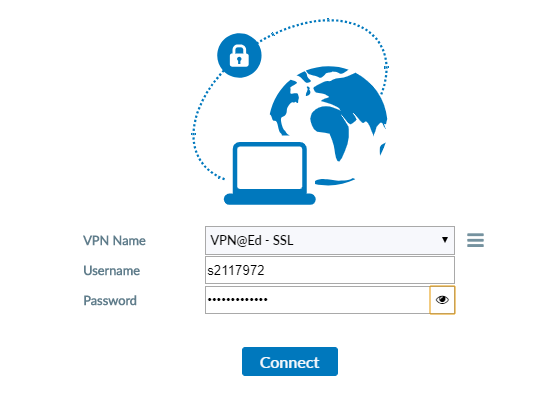 VPN Name VPN@Ed - SSL
Username s2117972
Password •••••••••••••
Connect